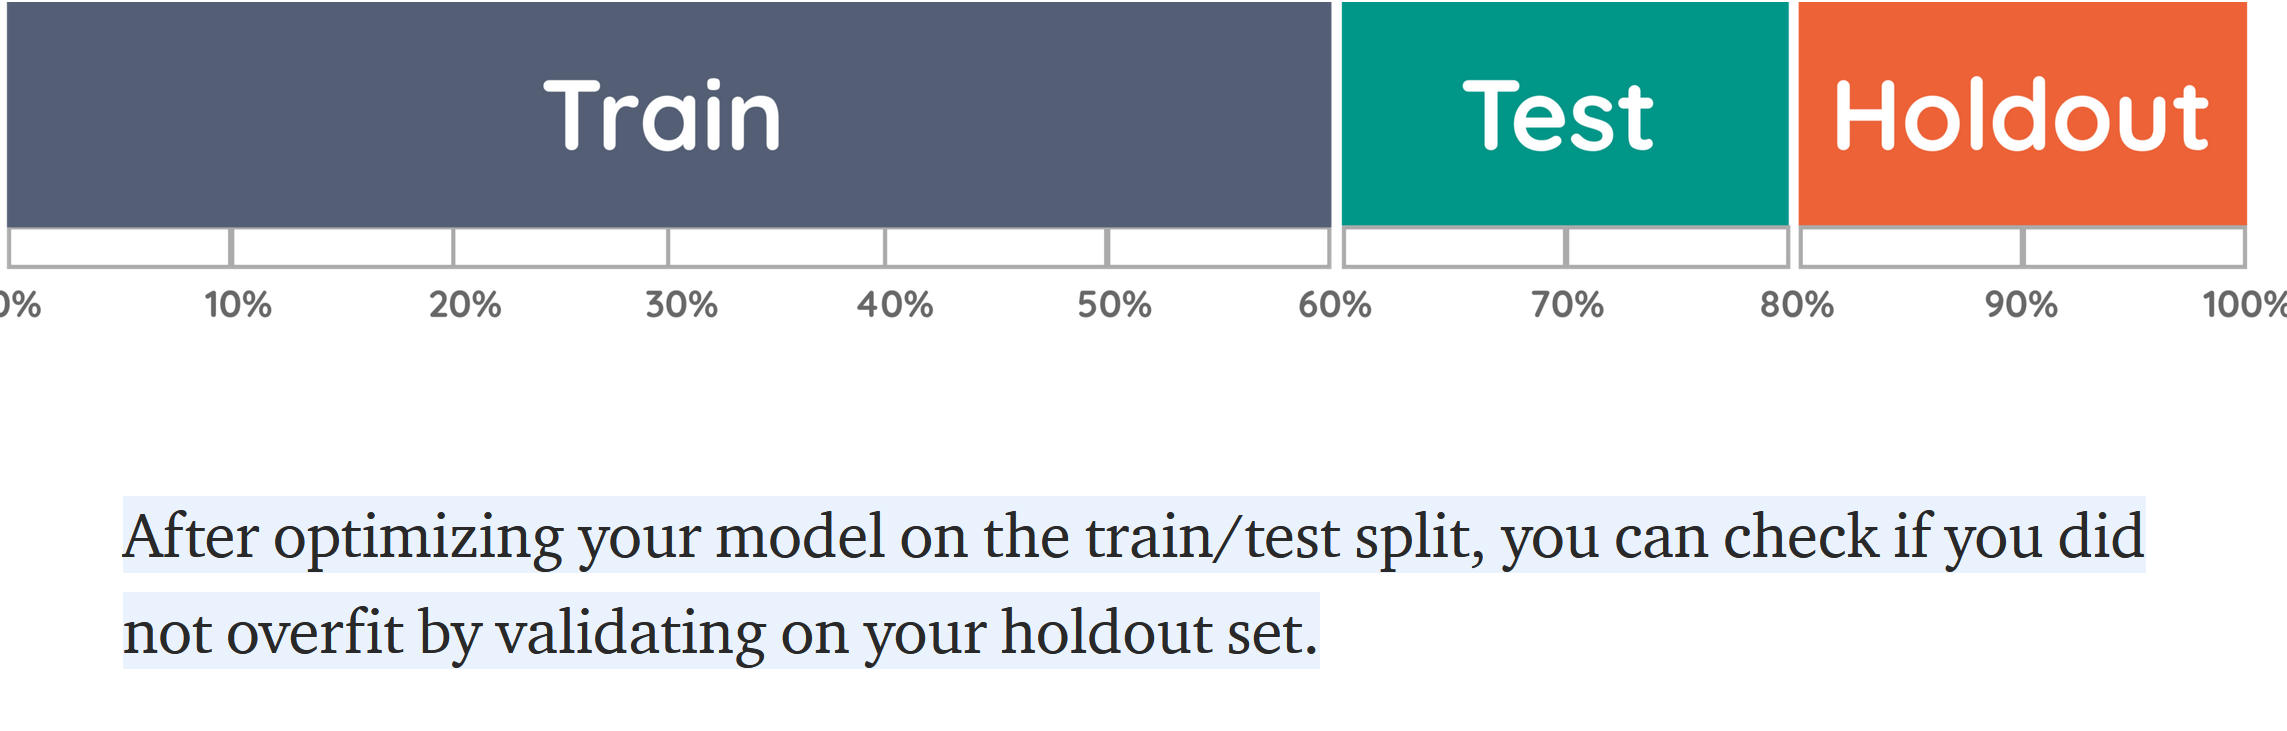 Train Test Holdout
0% 10% 20% 30% 40% 50% 60% 70% 80% 90% 100%
After optimizing your model on the train/test split, you can check if you did
not overfit by validating on your holdout set.